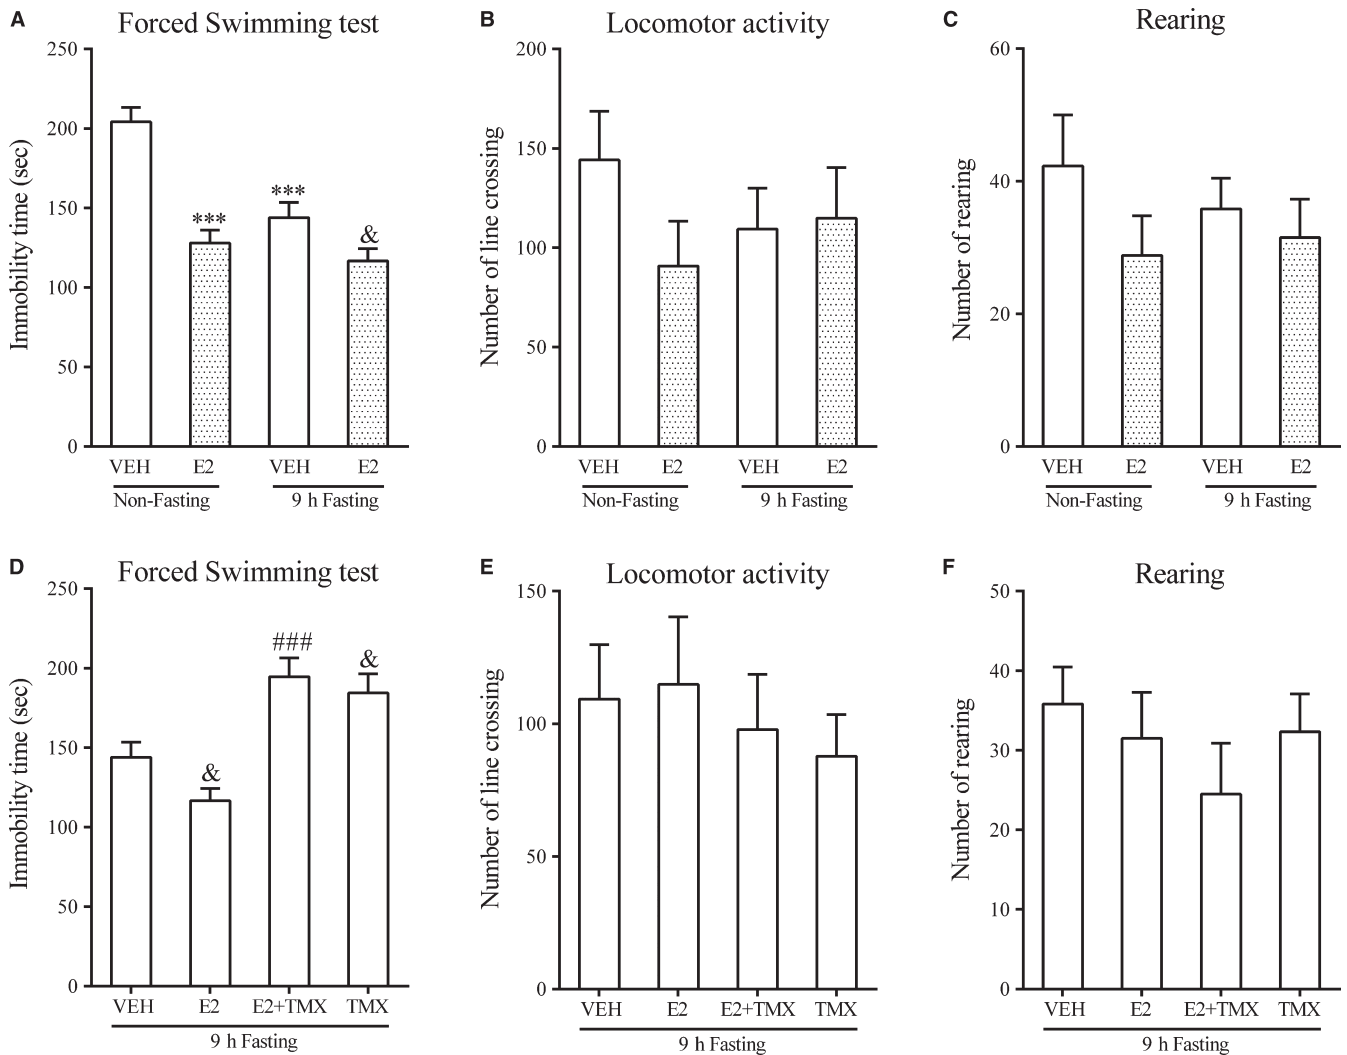 A
Forced Swimming test
Immobility time (sec)
250
200
150
100
50
0
***
***
&
VEH E2 VEH E2
Non-Fasting 9 h Fasting
B
Locomotor activity
Number of line crossing
200
150
100
50
0
VEH E2 VEH E2
Non-Fasting 9 h Fasting
C
Rearing
Number of rearing
60
40
20
0
VEH E2 VEH E2
Non-Fasting 9 h Fasting
D
Forced Swimming test
Immobility time (sec)
250
200
150
100
50
0
&
###
&
VEH E2 E2+TMX TMX
9 h Fasting
E
Locomotor activity
Number of line crossing
150
100
50
0
VEH E2 E2+TMX TMX
9 h Fasting
F
Rearing
Number of rearing
50
40
30
20
10
0
VEH E2 E2+TMX TMX
9 h Fasting